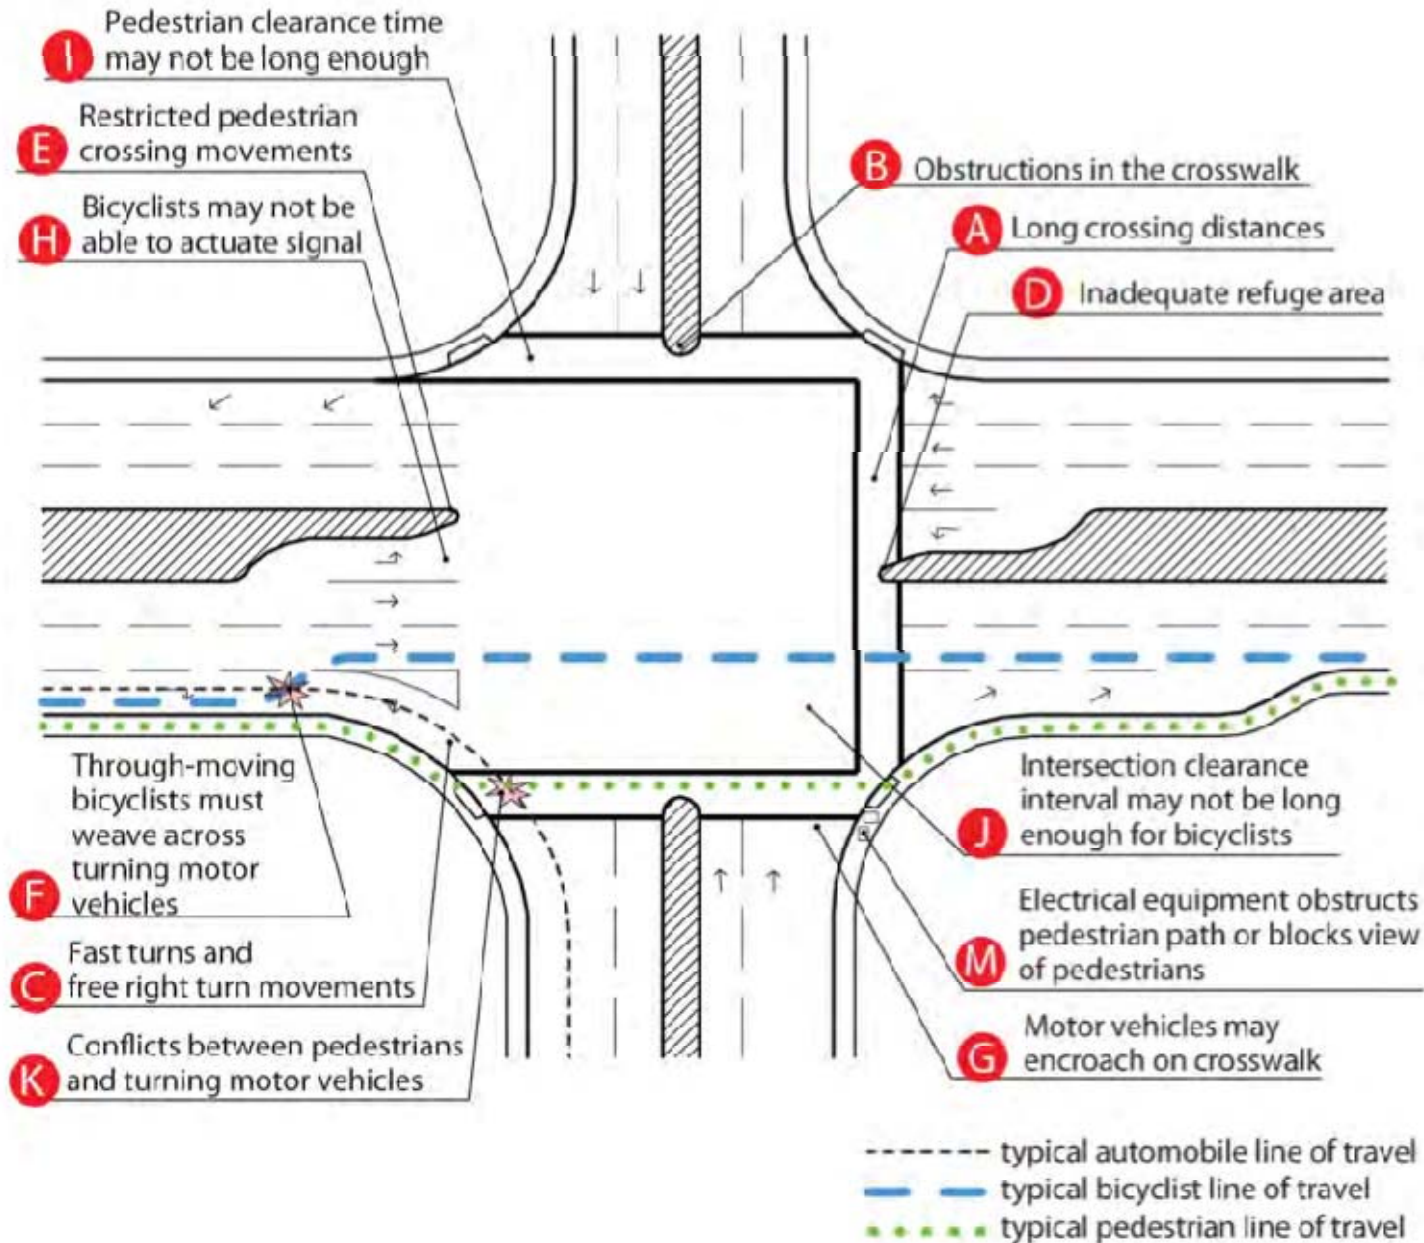 I
Pedestrian clearance time
may not be long enough
E
Restricted pedestrian
crossing movements
H
Bicyclists may not be
able to actuate signal
B
Obstructions in the crosswalk
A
Long crossing distances
D
Inadequate refuge area
F
Through-moving
bicyclists must
weave across
turning motor
vehicles
C
Fast turns and
free right turn movements
K
Conflicts between pedestrians
and turning motor vehicles
J
Intersection clearance
interval may not be long
enough for bicyclists
M
Electrical equipment obstructs
pedestrian path or blocks view
of pedestrians
G
Motor vehicles may
encroach on crosswalk
typical automobile line of travel
typical bicyclist line of travel
typical pedestrian line of travel